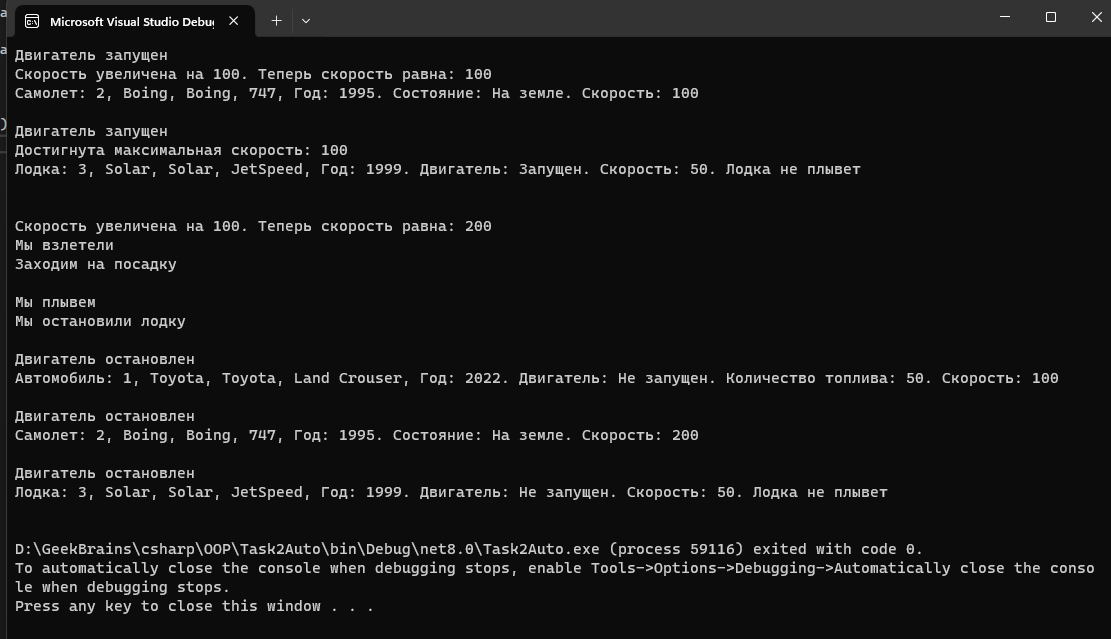 Microsoft Visual Studio Debug
Двигатель запущен
Скорость увеличена на 100. Теперь скорость равна: 100
Самолет: 2, Boing, Boing, 747, Год: 1995. Состояние: На земле. Скорость: 100
Двигатель запущен
Достигнута максимальная скорость: 100
Лодка: 3, Solar, Solar, JetSpeed, Год: 1999. Двигатель: Запущен. Скорость: 50. Лодка не плывет
Скорость увеличена на 100. Теперь скорость равна: 200
Мы взлетели
Заходим на посадку
Мы плывем
Мы остановили лодку
Двигатель остановлен
Автомобиль: 1, Toyota, Toyota, Land Crouser, Год: 2022. Двигатель: Не запущен. Количество топлива: 50. Скорость: 100
Двигатель остановлен
Самолет: 2, Boing, Boing, 747, Год: 1995. Состояние: На земле. Скорость: 200
Двигатель остановлен
Лодка: 3, Solar, Solar, JetSpeed, Год: 1999. Двигатель: Не запущен. Скорость: 50. Лодка не плывет
D:\GeekBrains\csharp\OOP\Task2Auto\bin\Debug\net8.0\Task2Auto.exe (process 59116) exited with code 0.
To automatically close the console when debugging stops, enable Tools->Options->Debugging->Automatically close the conso
le when debugging stops.
Press any key to close this window . . .